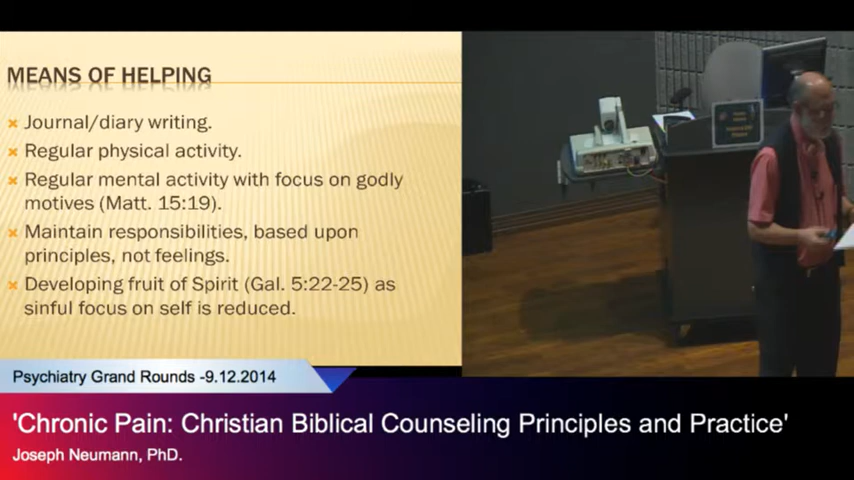 MEANS OF HELPING
Journal/diary writing.
Regular physical activity.
Regular mental activity with focus on godly
motives (Matt. 15:19).
Maintain responsibilities, based upon
principles, not feelings.
Developing fruit of Spirit (Gal. 5:22-25) as
sinful focus on self is reduced.
Psychiatry Grand Rounds -9.12.2014
'Chronic Pain: Christian Biblical Counseling Principles and Practice'
Joseph Neumann, PhD.